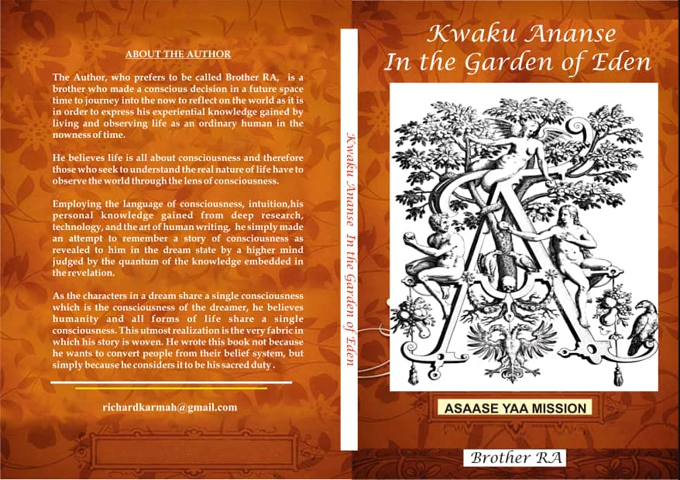 ABOUT THE AUTHOR
The Author, who prefers to be called Brother RA, is a
brother who made a conscious decision in a future space
time to journey into the now to reflect on the world as it is
in order to express his experiential knowledge gained by
living and observing life as an ordinary human in the
nowness of time.
He believes life is all about consciousness and therefore
those who seek to understand the real nature of life have to
observe the world through the lens of consciousness.
Employing the language of consciousness, intuition,his
personal knowledge gained from deep research,
technology, and the art of human writing, he simply made
an attempt to remember a story of consciousness as
revealed to him in the dream state by a higher mind
judged by the quantum of the knowledge embedded in
the revelation.
As the characters in a dream share a single consciousness
which is the consciousness of the dreamer, he believes
humanity and all forms of life share a single
consciousness. This utmost realization is the very fabric in
which his story is woven. He wrote this book not because
he wants to convert people from their belief system, but
simply because he considers it to be his sacred duty .
richardkarmah@gmail.com
Kwaku Ananse In the Garden of Eden
Kwaku Ananse
In the Garden of Eden
ASAASE YAA MISSION
Brother RA